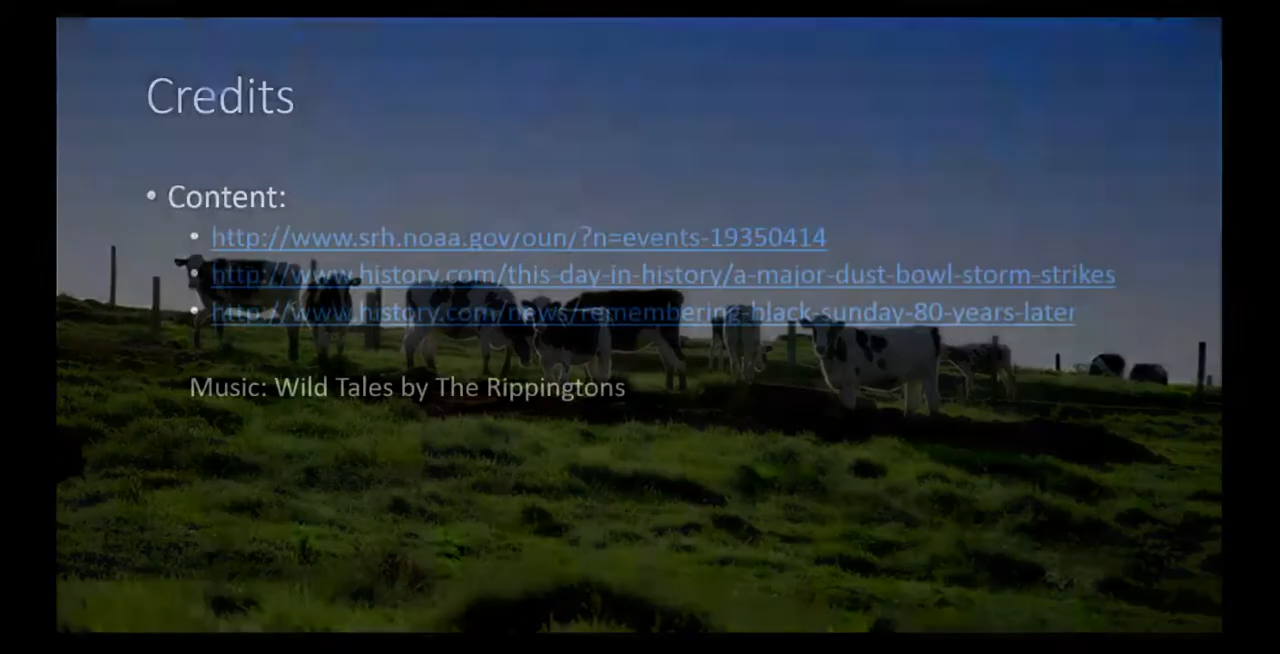 Credits
• Content:
• http://www.srh.noaa.gov/oun/?n=events-19350414
• http://www.history.com/this-day-in-history/a-major-dust-bowl-storm-strikes
• http://www.history.com/news/remembering-black-sunday-80-years-later
Music: Wild Tales by The Rippingtons